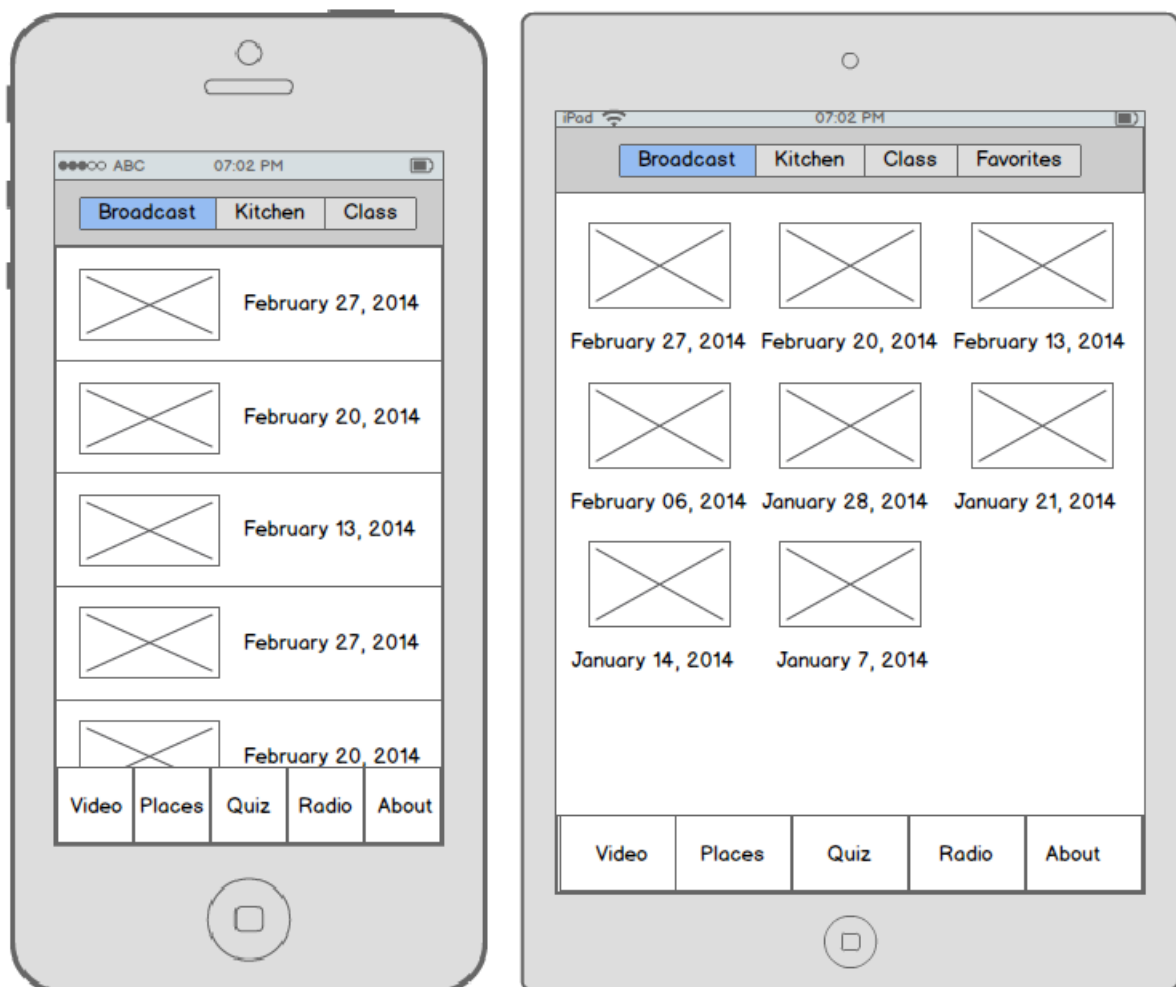 ABC 07:02 PM
Broadcast Kitchen Class
February 27, 2014
February 20, 2014
February 13, 2014
February 27, 2014
February 20, 2014
Video Places Quiz Radio About
iPad 07:02 PM
Broadcast Kitchen Class Favorites
February 27, 2014 February 20, 2014 February 13, 2014
February 06, 2014 January 28, 2014 January 21, 2014
January 14, 2014 January 7, 2014
Video Places Quiz Radio About